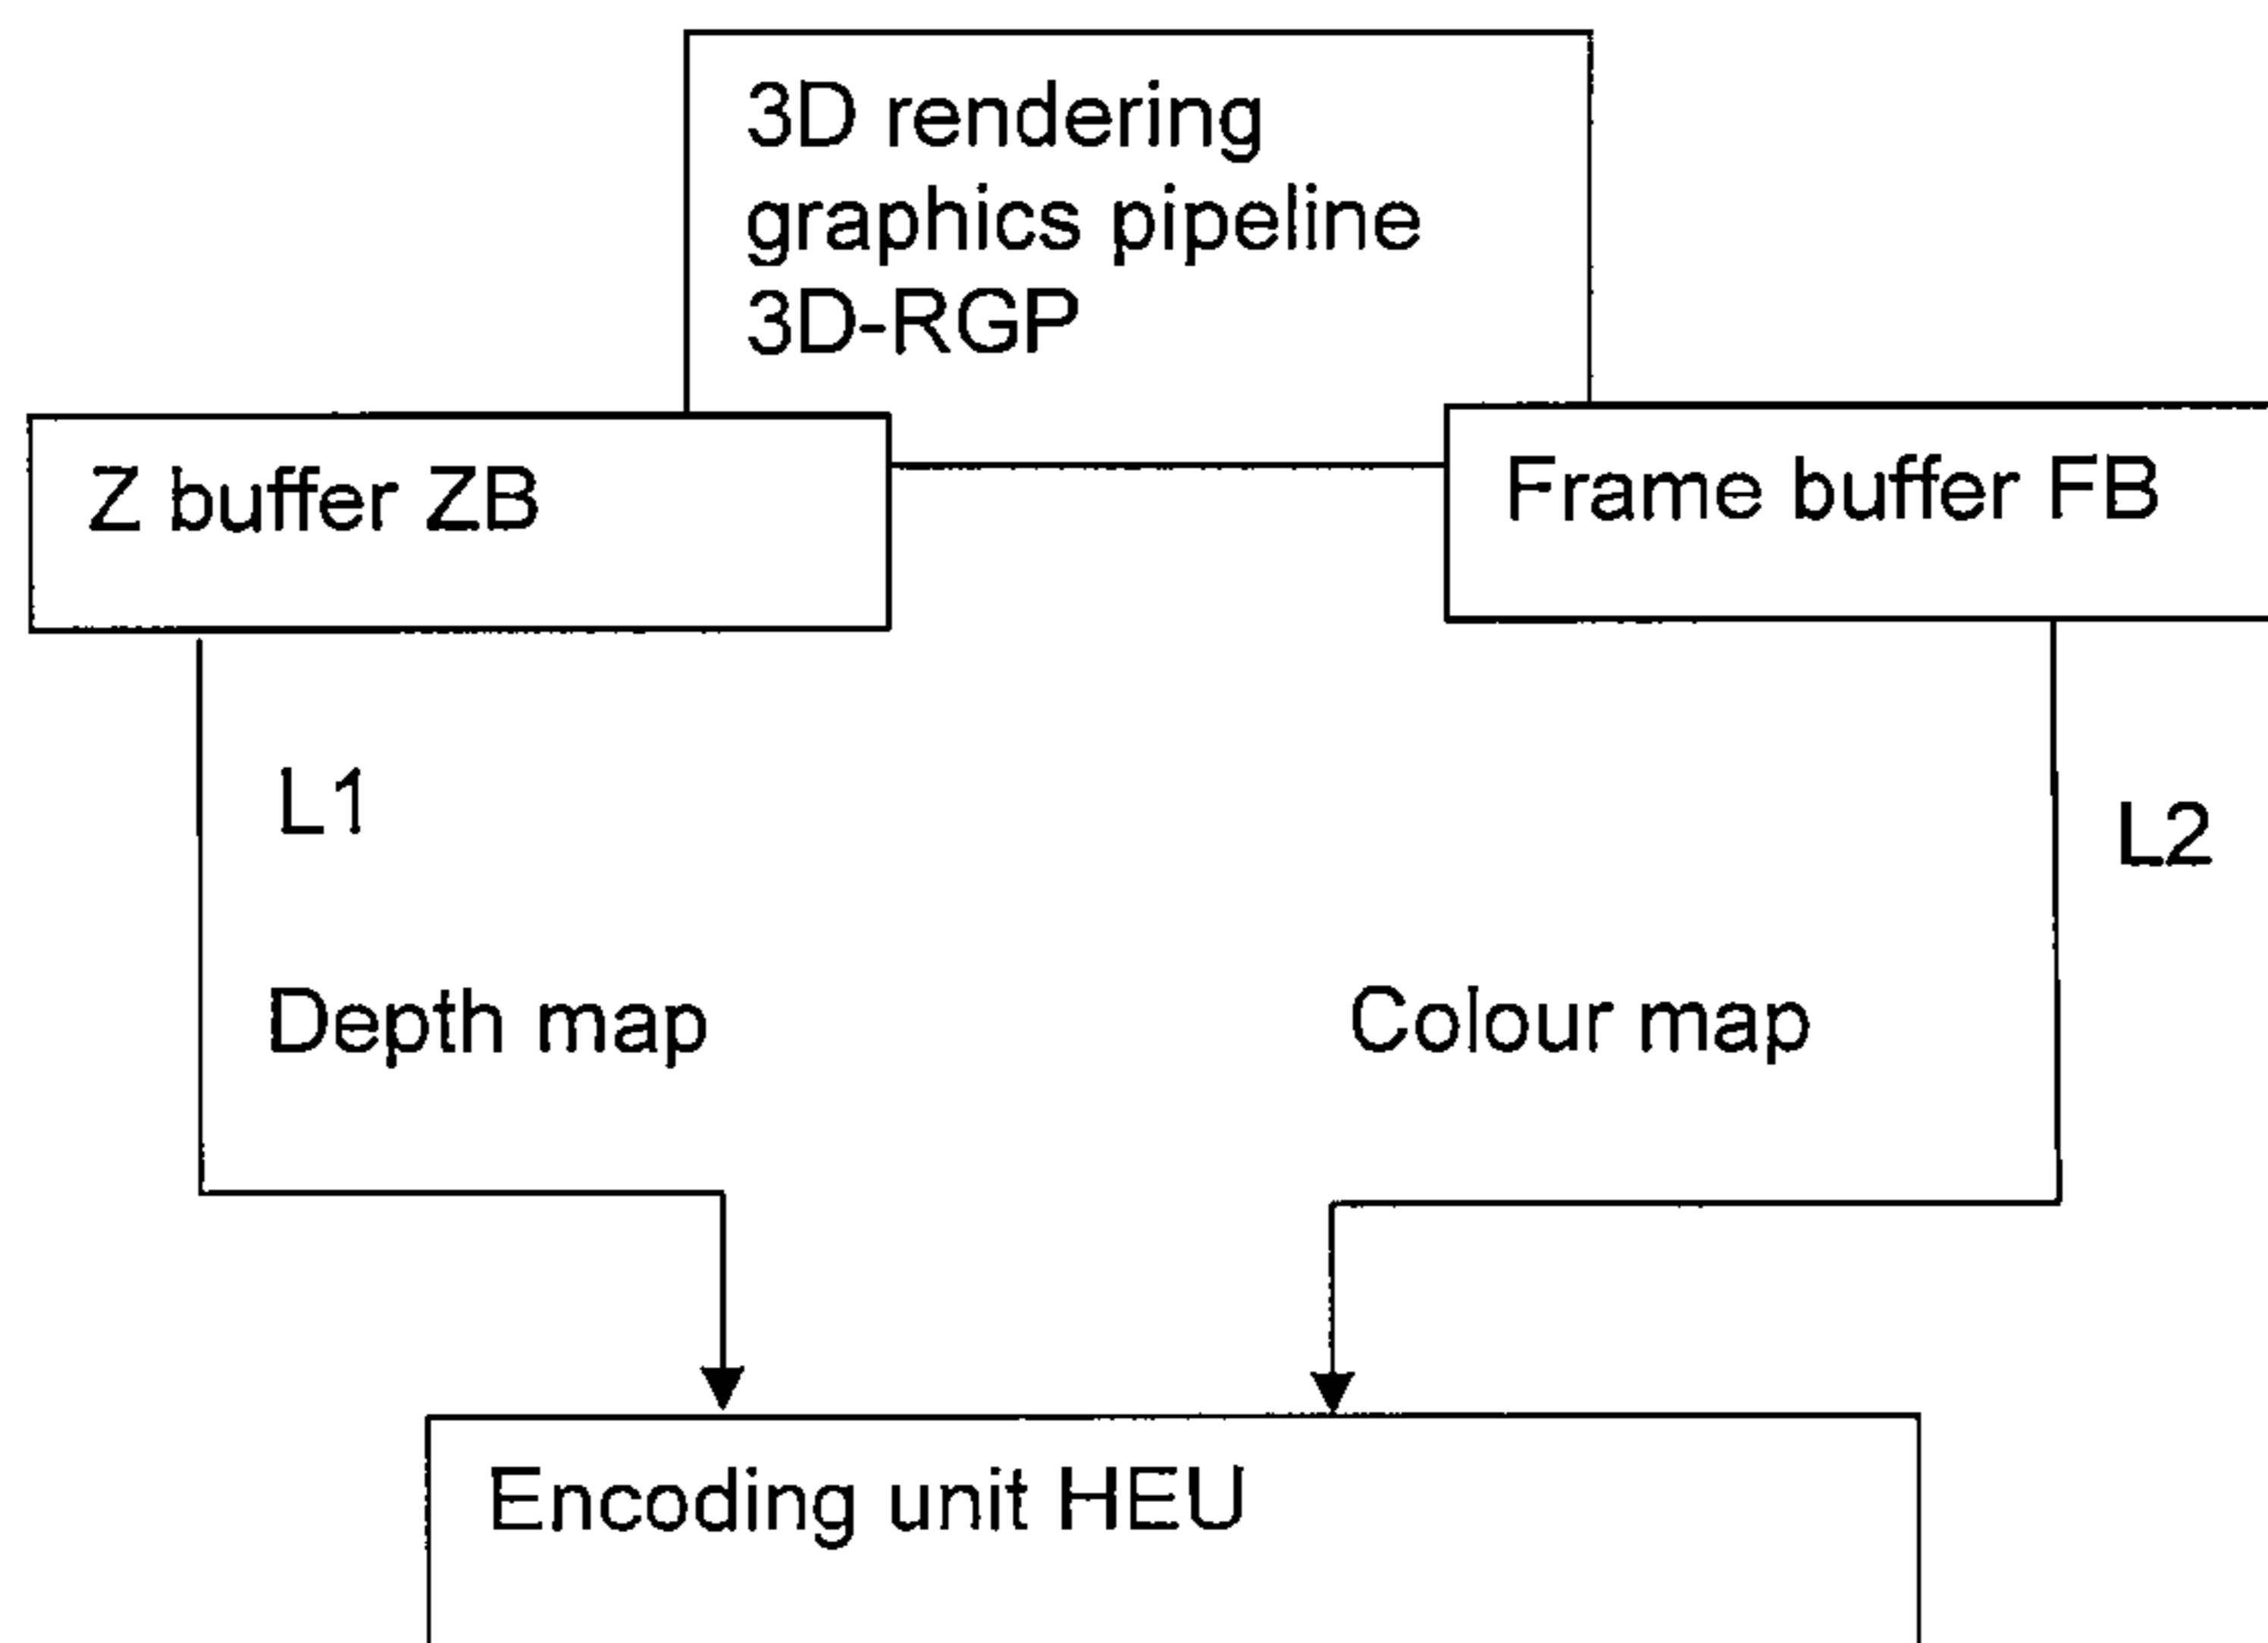 3D rendering
graphics pipeline
3D-RGP
Z buffer ZB
Frame buffer FB
L1
L2
Depth map
Colour map
Encoding unit HEU